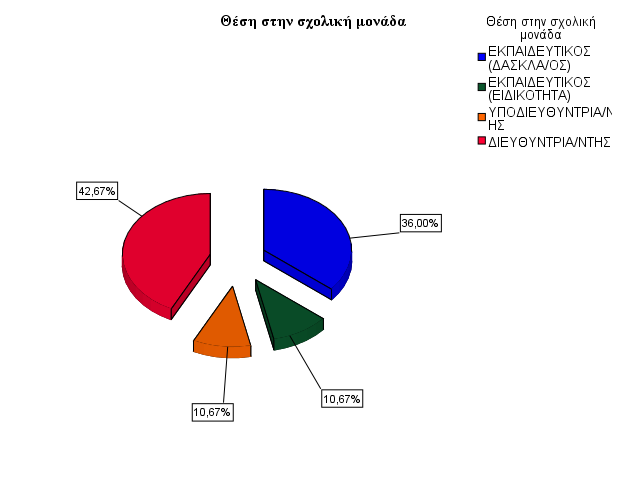 Θέση στην σχολική μονάδα
Θέση στην σχολική
μονάδα
ΕΚΠΑΙΔΕΥΤΙΚΟΣ
(ΔΑΣΚΛΑ/ΟΣ)
ΕΚΠΑΙΔΕΥΤΙΚΟΣ
(ΕΙΔΙΚΟΤΗΤΑ)
ΥΠΟΔΙΕΥΘΥΝΤΡΙΑ/Ν
ΗΣ
ΔΙΕΥΘΥΝΤΡΙΑ/ΝΤΗΣ
42,67%
36,00%
10,67%
10,67%